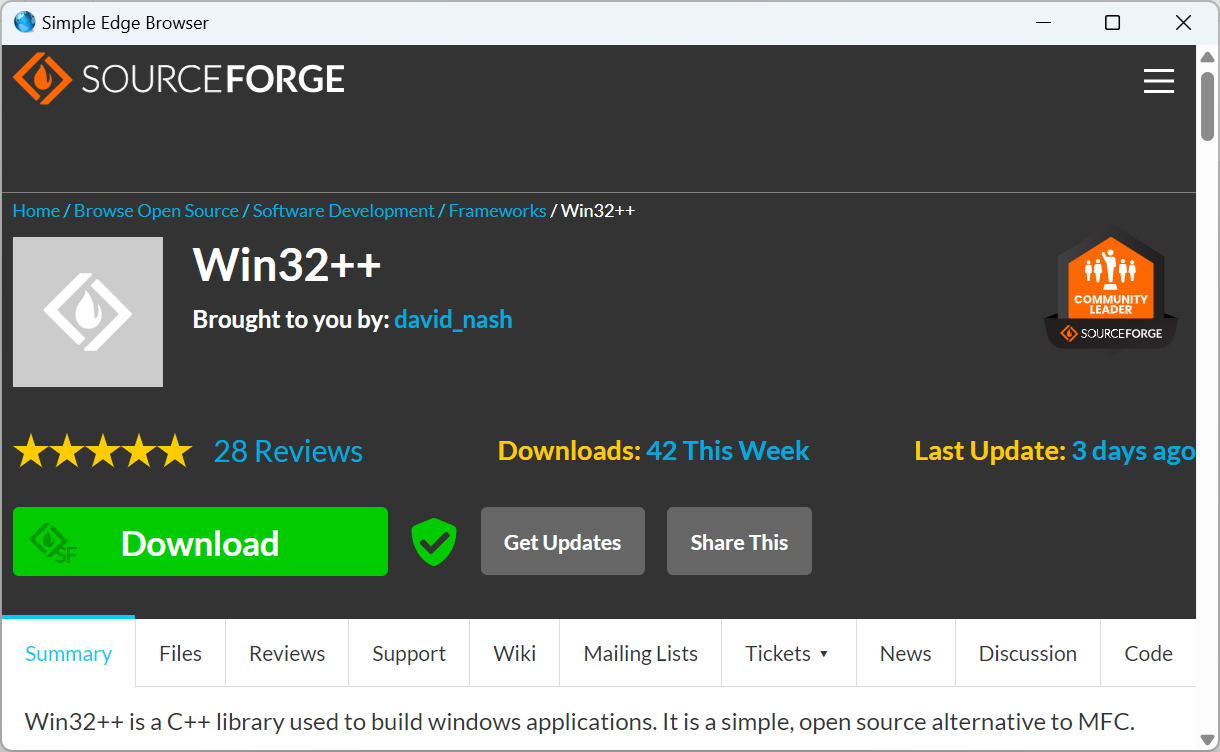 Simple Edge Browser
SOURCEFORGE
Home / Browse Open Source / Software Development / Frameworks / Win32++
Win32++
Brought to you by: david_nash
COMMUNITY
LEADER
SOURCEFORGE
28 Reviews
Downloads: 42 This Week
Last Update: 3 days ago
SF
Download
Get Updates
Share This
Summary
Files
Reviews
Support
Wiki
Mailing Lists
Tickets ▾
News
Discussion
Code
Win32++ is a C++ library used to build windows applications. It is a simple, open source alternative to MFC.